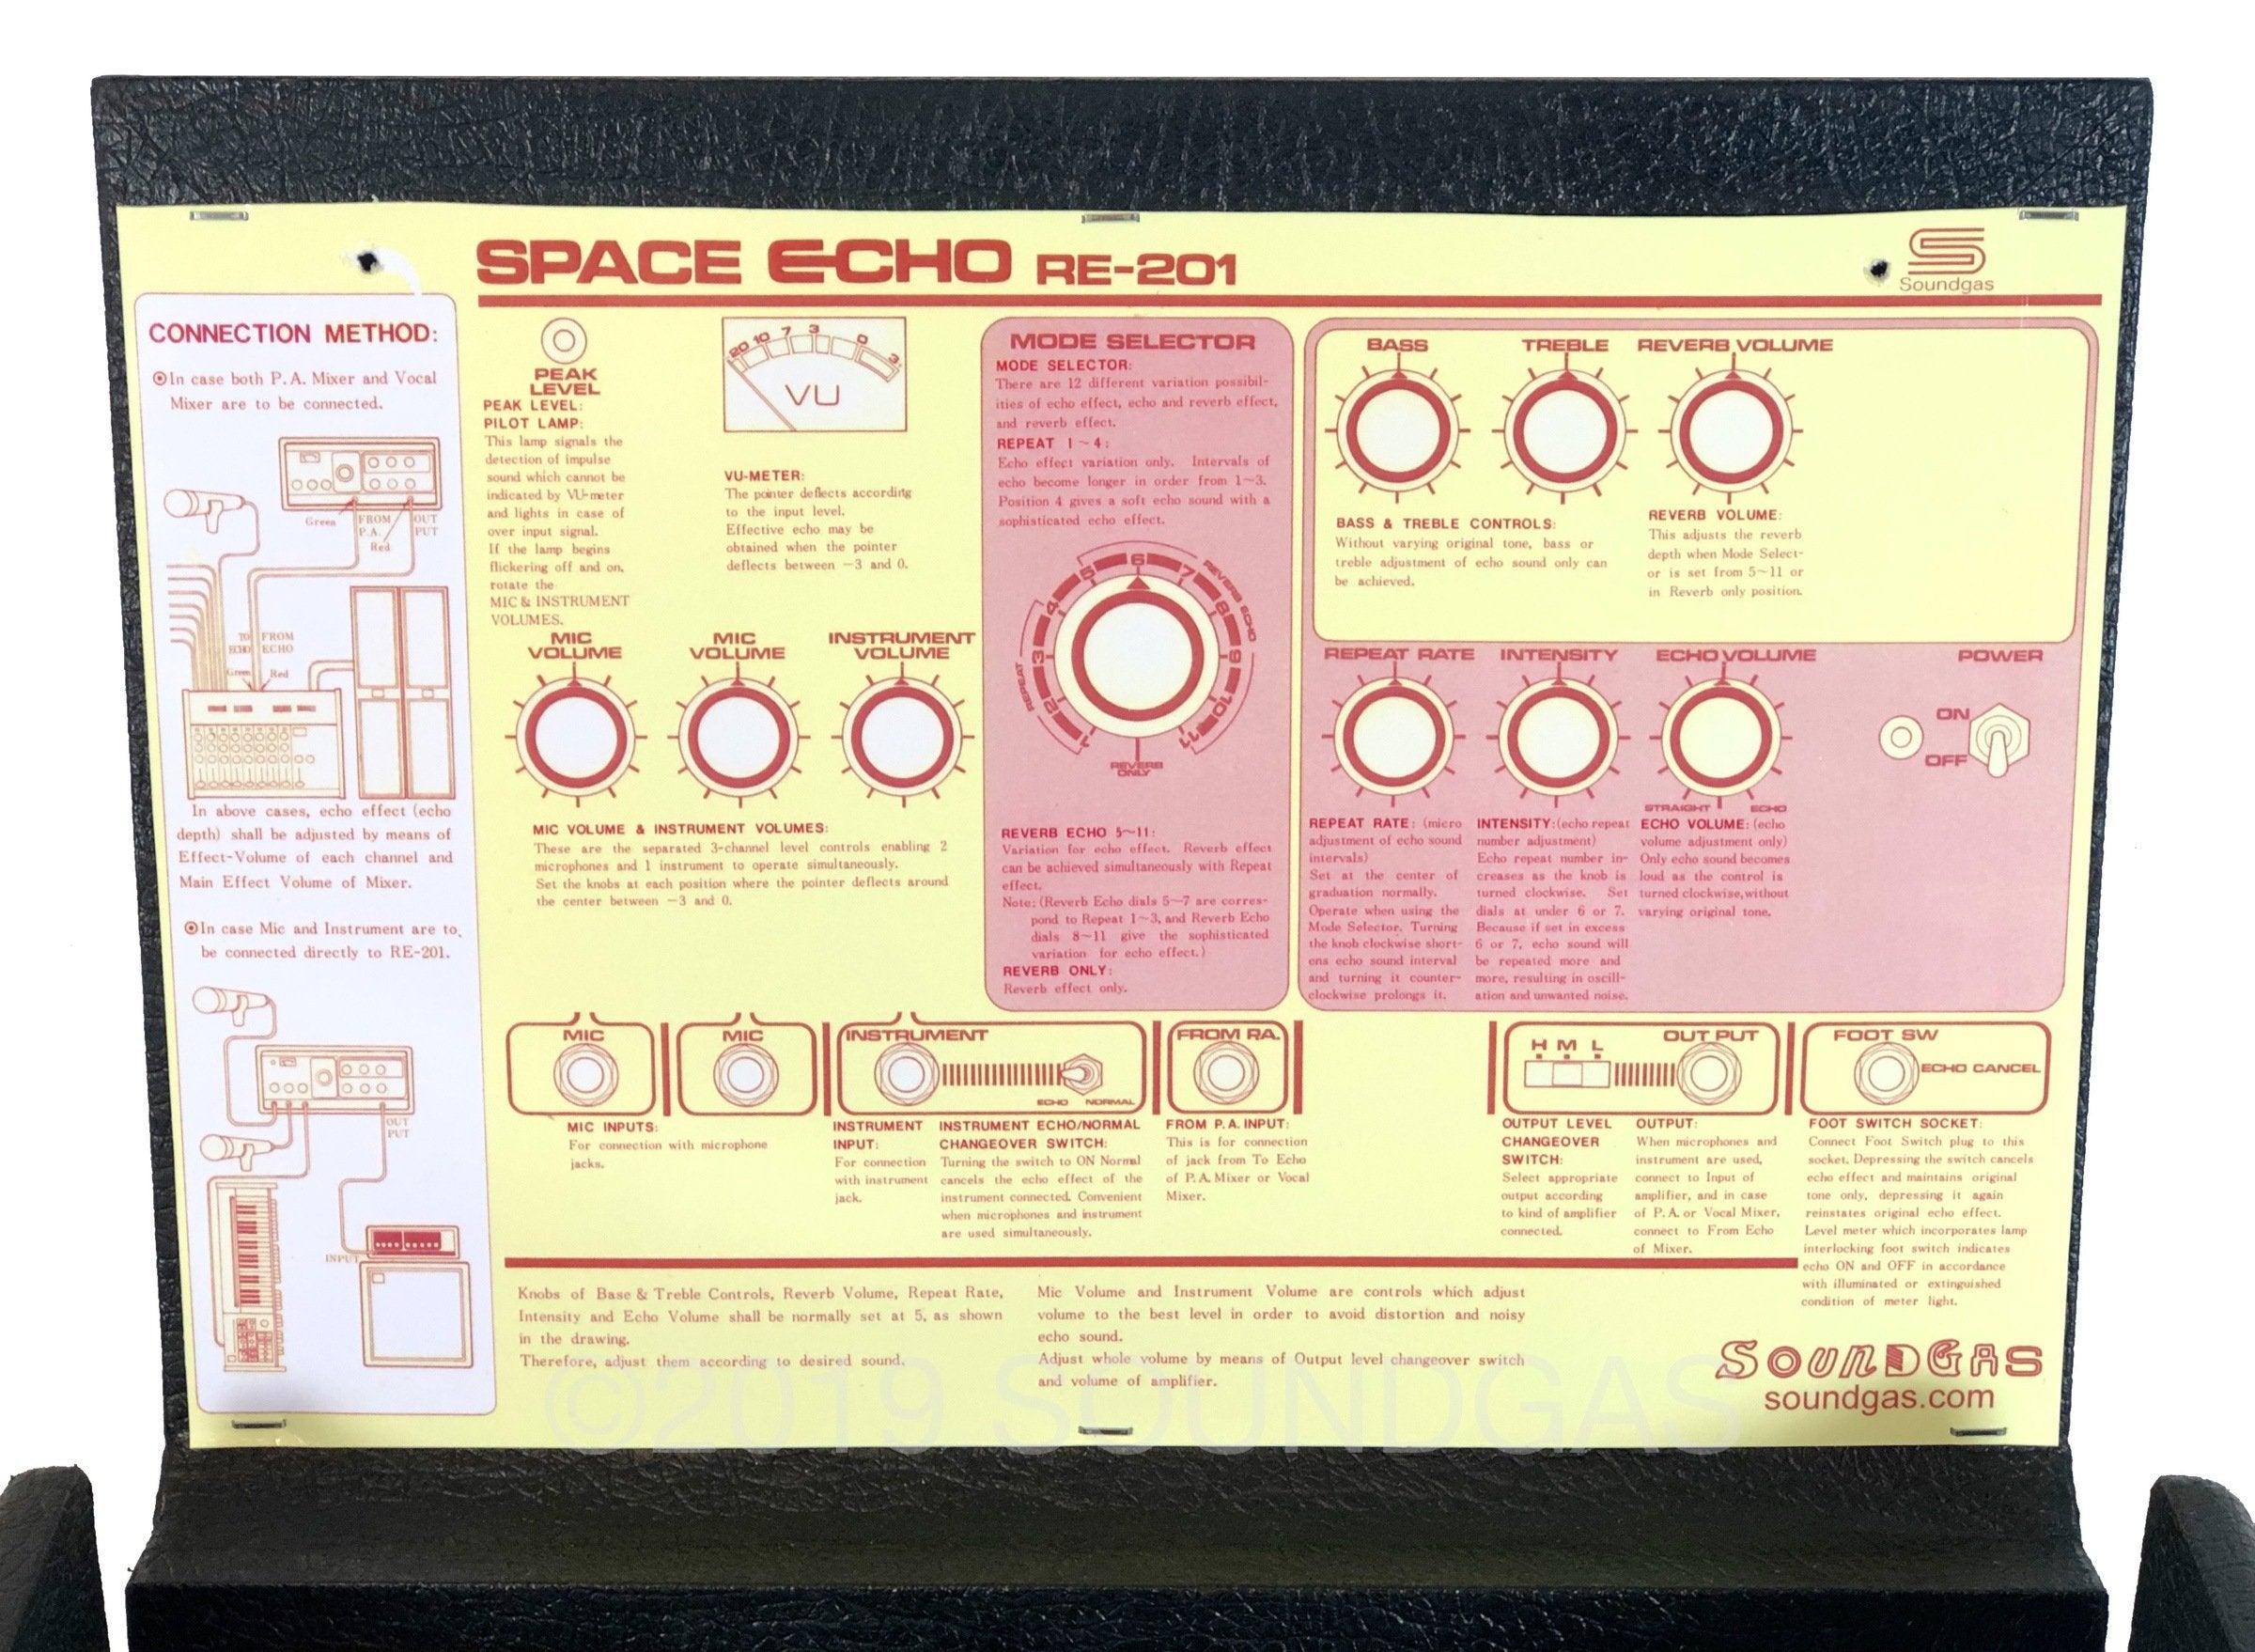 SPACE ECHO RE-201
Soundgas
CONNECTION METHOD:
In case both P.A. Mixer and Vocal
Mixer are to be connected.
Green
FROM
P.A.
Red
OUT
PUT
TO
ECHO
FROM
ECHO
Green
Red
In above cases, echo effect (echo
depth) shall be adjusted by means of
Effect-Volume of each channel and
Main Effect Volume of Mixer.
In case Mic and Instrument are to
be connected directly to RE-201.
OUT
PUT
INPUT
PEAK
LEVEL
PEAK LEVEL:
PILOT LAMP:
This lamp signals the
detection of impulse
sound which cannot be
indicated by VU-meter
and lights in case of
over input signal.
If the lamp begins
flickering off and on,
rotate the
MIC & INSTRUMENT
VOLUMES.
20 10 7 3 0 3
VU
VU-METER:
The pointer deflects according
to the input level.
Effective echo may be
obtained when the pointer
deflects between −3 and 0.
MIC
VOLUME
MIC
VOLUME
INSTRUMENT
VOLUME
MIC VOLUME & INSTRUMENT VOLUMES:
These are the separated 3-channel level controls enabling 2
microphones and 1 instrument to operate simultaneously.
Set the knobs at each position where the pointer deflects around
the center between −3 and 0.
MODE SELECTOR
MODE SELECTOR:
There are 12 different variation possibil-
ities of echo effect, echo and reverb effect,
and reverb effect.
REPEAT 1~4:
Echo effect variation only. Intervals of
echo become longer in order from 1~3.
Position 4 gives a soft echo sound with a
sophisticated echo effect.
1 2 3 4 5 6 7 8 9 10 11
REPEAT
REVERB ECHO
REVERB
ONLY
REVERB ECHO 5~11:
Variation for echo effect. Reverb effect
can be achieved simultaneously with Repeat
effect.
Note: (Reverb Echo dials 5~7 are corres-
pond to Repeat 1~3, and Reverb Echo
dials 8~11 give the sophisticated
variation for echo effect.)
REVERB ONLY:
Reverb effect only.
BASS
TREBLE
REVERB VOLUME
BASS & TREBLE CONTROLS:
Without varying original tone, bass or
treble adjustment of echo sound only can
be achieved.
REVERB VOLUME:
This adjusts the reverb
depth when Mode Select-
or is set from 5~11 or
in Reverb only position.
REPEAT RATE
INTENSITY
ECHO VOLUME
STRAIGHT
ECHO
POWER
ON
OFF
REPEAT RATE: (micro
adjustment of echo sound
intervals)
Set at the center of
graduation normally.
Operate when using the
Mode Selector. Turning
the knob clockwise short-
ens echo sound interval
and turning it counter-
clockwise prolongs it.
INTENSITY: (echo repeat
number adjustment)
Echo repeat number in-
creases as the knob is
turned clockwise. Set
dials at under 6 or 7.
Because if set in excess
6 or 7, echo sound will
be repeated more and
more, resulting in oscill-
ation and unwanted noise.
ECHO VOLUME: (echo
volume adjustment only)
Only echo sound becomes
loud as the control is
turned clockwise, without
varying original tone.
MIC
MIC
INSTRUMENT
ECHO
NORMAL
FROM P.A.
H M L
OUT PUT
FOOT SW
ECHO CANCEL
MIC INPUTS:
For connection with microphone
jacks.
INSTRUMENT
INPUT:
For connection
with instrument
jack.
INSTRUMENT ECHO/NORMAL
CHANGEOVER SWITCH:
Turning the switch to ON Normal
cancels the echo effect of the
instrument connected. Convenient
when microphones and instrument
are used simultaneously.
FROM P.A. INPUT:
This is for connection
of jack from To Echo
of P.A. Mixer or Vocal
Mixer.
OUTPUT LEVEL
CHANGEOVER
SWITCH:
Select appropriate
output according
to kind of amplifier
connected.
OUTPUT:
When microphones and
instrument are used,
connect to Input of
amplifier, and in case
of P.A. or Vocal Mixer,
connect to From Echo
of Mixer.
FOOT SWITCH SOCKET:
Connect Foot Switch plug to this
socket. Depressing the switch cancels
echo effect and maintains original
tone only, depressing it again
reinstates original echo effect.
Level meter which incorporates lamp
interlocking foot switch indicates
echo ON and OFF in accordance
with illuminated or extinguished
condition of meter light.
Knobs of Base & Treble Controls, Reverb Volume, Repeat Rate,
Intensity and Echo Volume shall be normally set at 5, as shown
in the drawing.
Therefore, adjust them according to desired sound.
Mic Volume and Instrument Volume are controls which adjust
volume to the best level in order to avoid distortion and noisy
echo sound.
Adjust whole volume by means of Output level changeover switch
and volume of amplifier.
SOUNDGAS
soundgas.com
©2019 SOUNDGAS